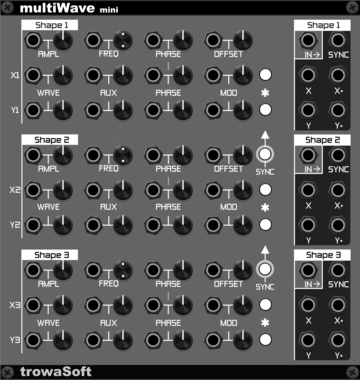 multiWave mini
Shape 1
Shape 1
AMPL FREQ PHASE OFFSET
IN→ SYNC
X1
WAVE AUX PHASE MOD *
X X•
Y1
Y Y•
Shape 2
Shape 2
AMPL FREQ PHASE OFFSET SYNC
IN→ SYNC
X2
WAVE AUX PHASE MOD *
X X•
Y2
Y Y•
Shape 3
Shape 3
AMPL FREQ PHASE OFFSET SYNC
IN→ SYNC
X3
WAVE AUX PHASE MOD *
X X•
Y3
Y Y•
trowaSoft